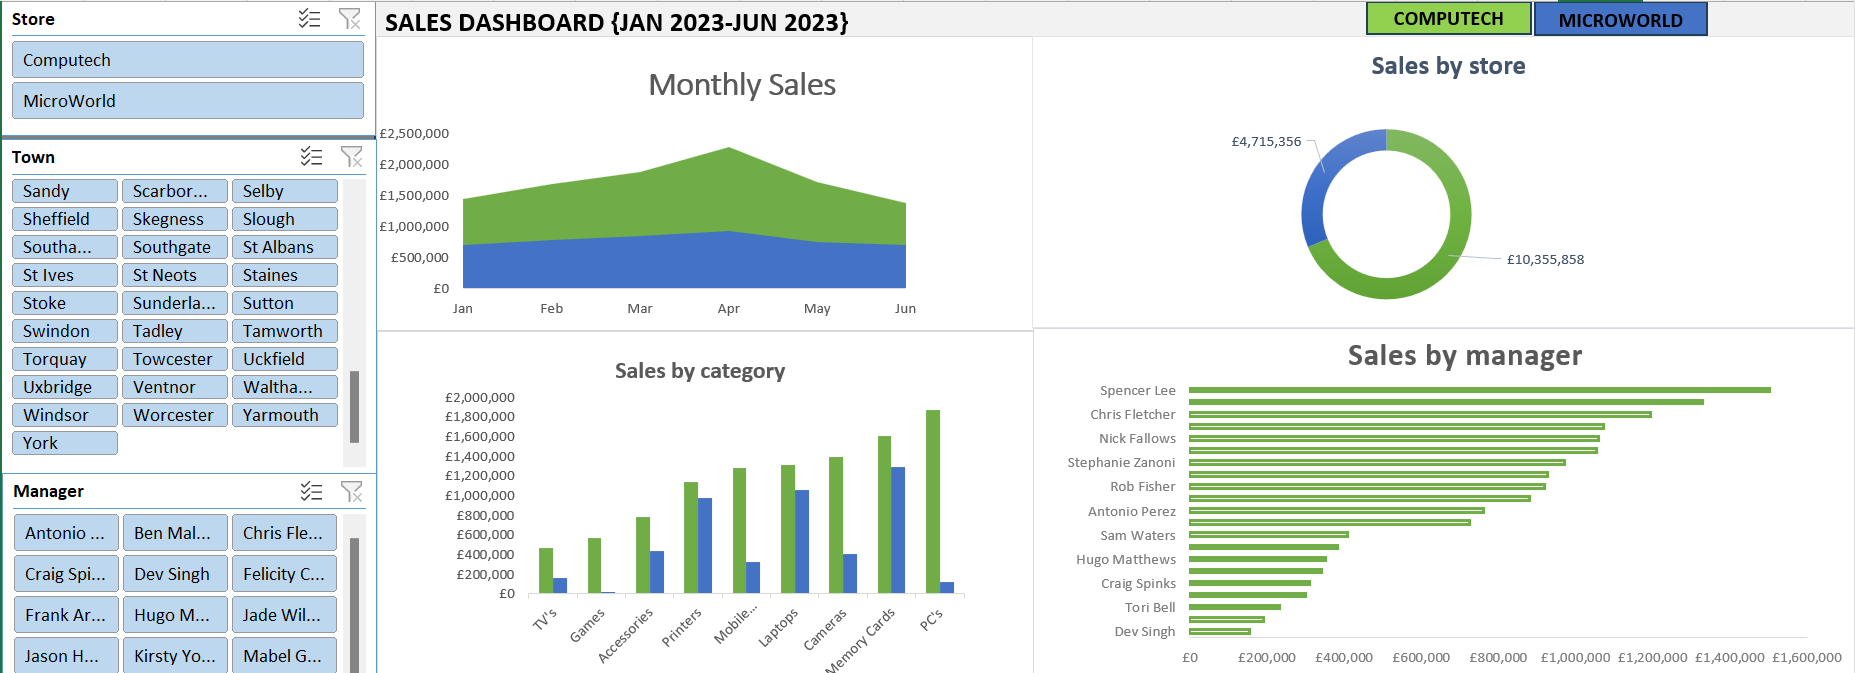 Store
Computech
MicroWorld
Town
Sandy Scarbor... Selby
Sheffield Skegness Slough
Southa... Southgate St Albans
St Ives St Neots Staines
Stoke Sunderla... Sutton
Swindon Tadley Tamworth
Torquay Towcester Uckfield
Uxbridge Ventnor Waltha...
Windsor Worcester Yarmouth
York
Manager
Antonio ... Ben Mal... Chris Fle...
Craig Spi... Dev Singh Felicity C...
Frank Ar... Hugo M... Jade Wil...
Jason H... Kirsty Yo... Mabel G...
SALES DASHBOARD {JAN 2023-JUN 2023}
COMPUTECH
MICROWORLD
Monthly Sales
£2,500,000
£2,000,000
£1,500,000
£1,000,000
£500,000
£0
Jan Feb Mar Apr May Jun
Sales by store
£4,715,356
£10,355,858
Sales by category
£2,000,000
£1,800,000
£1,600,000
£1,400,000
£1,200,000
£1,000,000
£800,000
£600,000
£400,000
£200,000
£0
TV's Games Accessories Printers Mobile... Laptops Cameras Memory Cards PC's
Sales by manager
Spencer Lee
Chris Fletcher
Nick Fallows
Stephanie Zanoni
Rob Fisher
Antonio Perez
Sam Waters
Hugo Matthews
Craig Spinks
Tori Bell
Dev Singh
£0 £200,000 £400,000 £600,000 £800,000 £1,000,000 £1,200,000 £1,400,000 £1,600,000